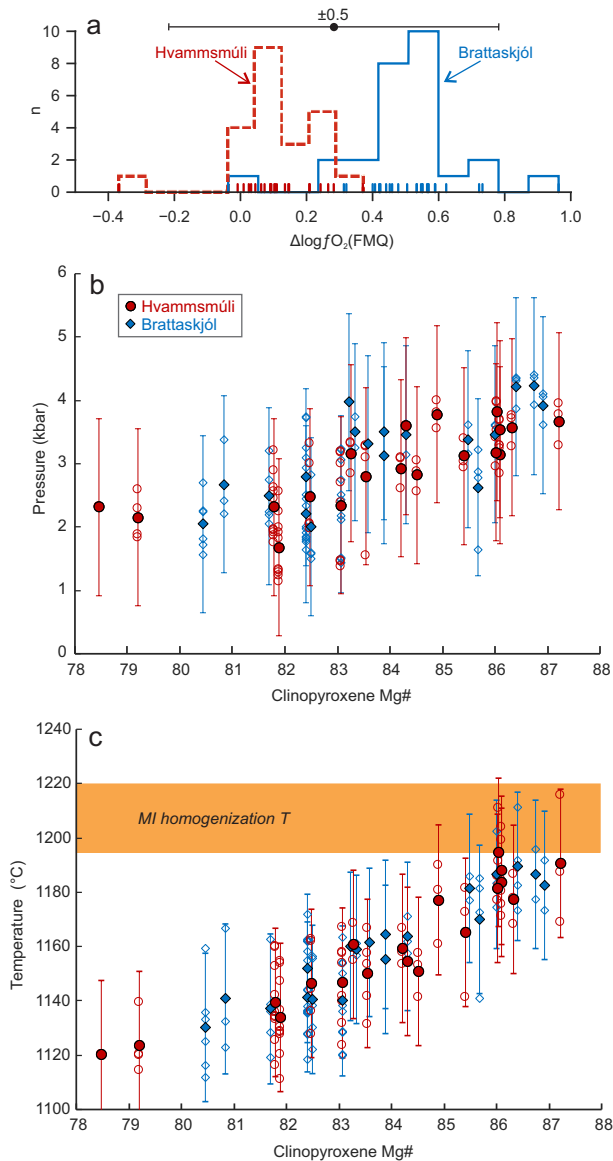 a
±0.5
Hvammsmúli
Brattaskjól
n
10
8
6
4
2
0
−0.4 −0.2 0.0 0.2 0.4 0.6 0.8 1.0
ΔlogfO₂(FMQ)
b
Hvammsmúli
Brattaskjól
Pressure (kbar)
6
5
4
3
2
1
0
78 79 80 81 82 83 84 85 86 87 88
Clinopyroxene Mg#
c
MI homogenization T
Temperature (°C)
1240
1220
1200
1180
1160
1140
1120
1100
78 79 80 81 82 83 84 85 86 87 88
Clinopyroxene Mg#